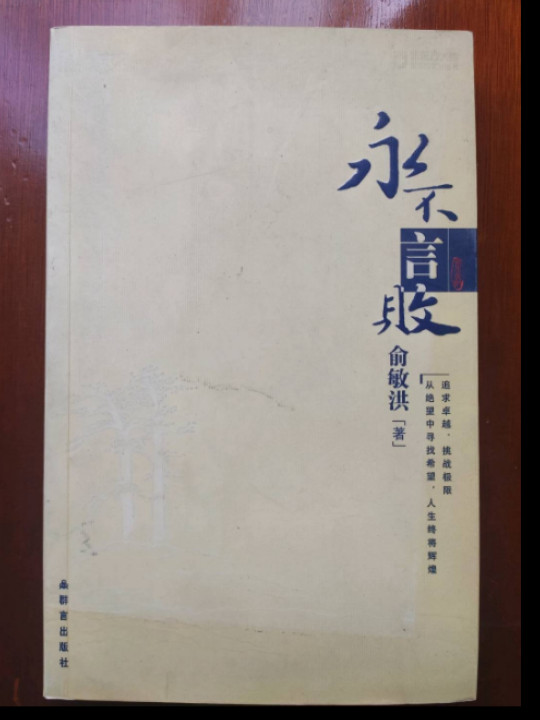 永不言敗
俞敏洪「著」
追求卓越，挑战极限
从绝望中寻找希望，人生终将辉煌
群言出版社